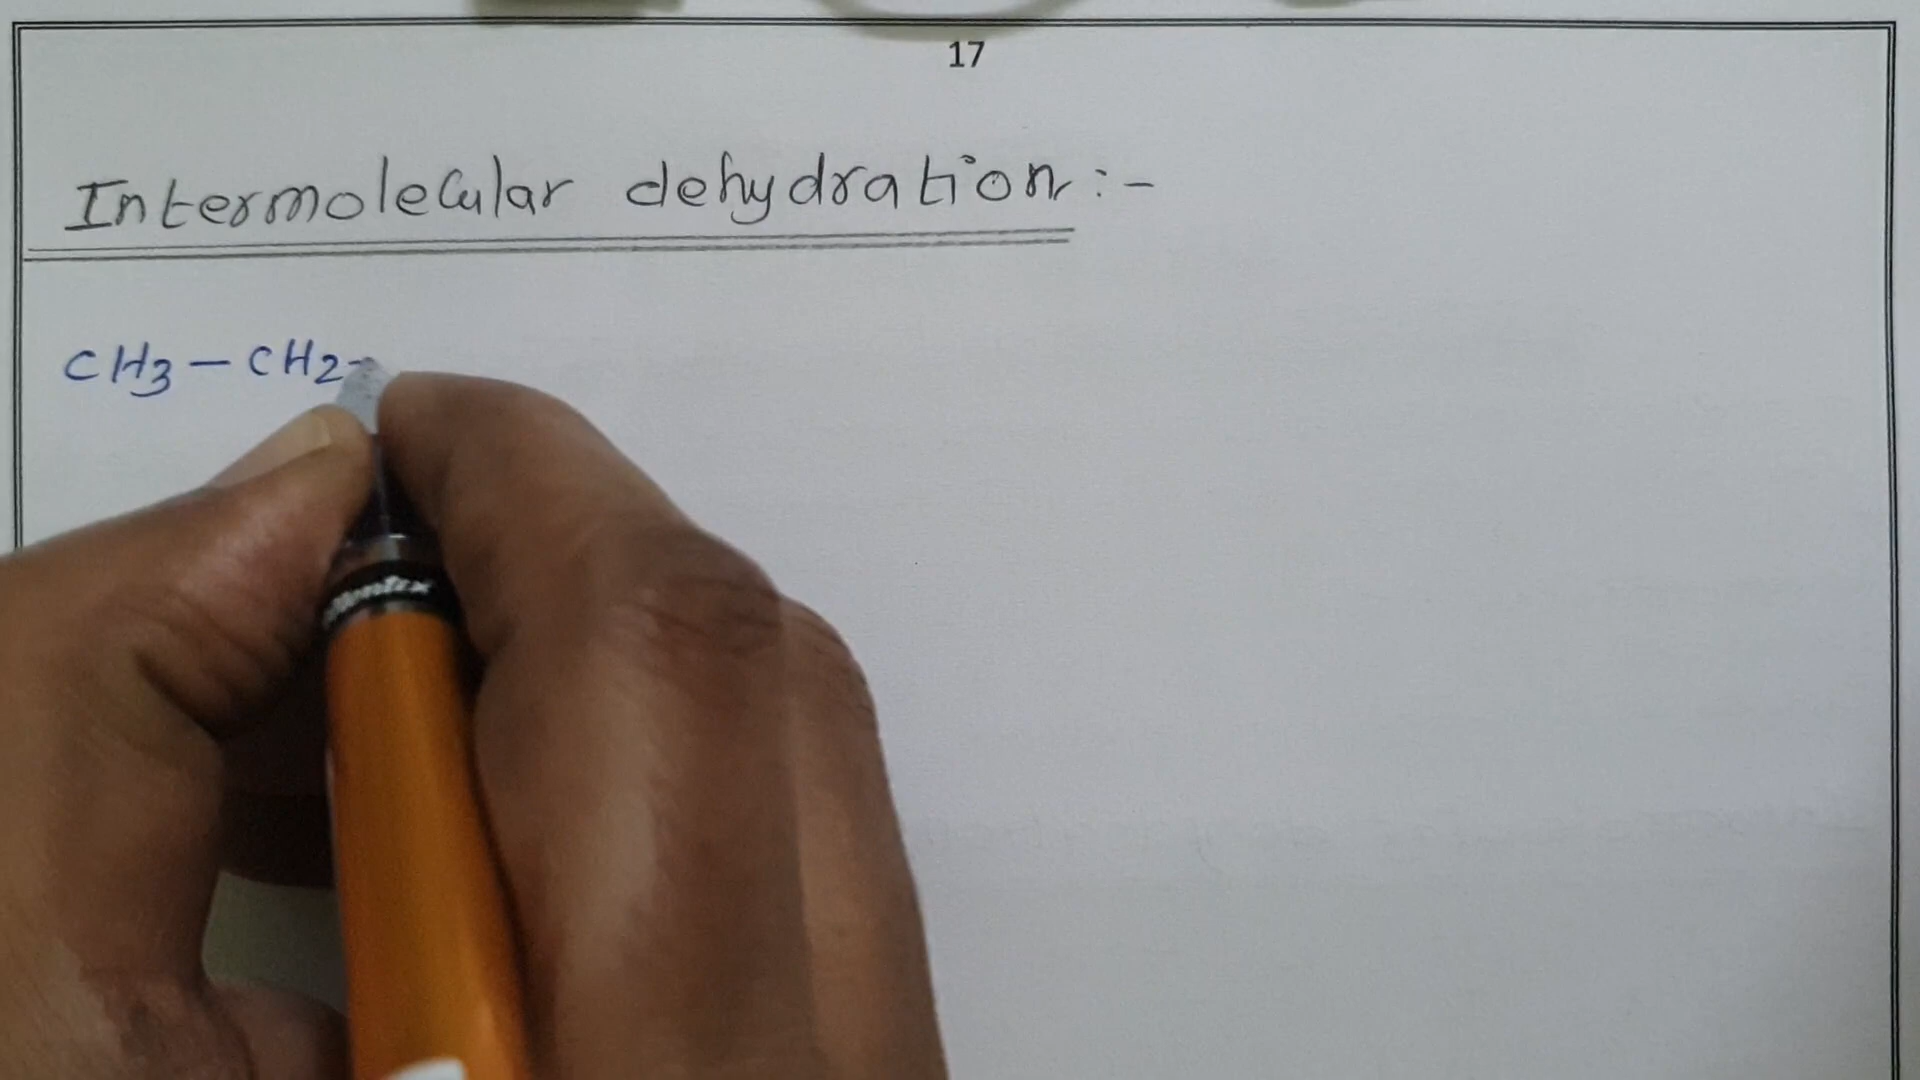 17
Intermolecular dehydration :-
CH3 - CH2-